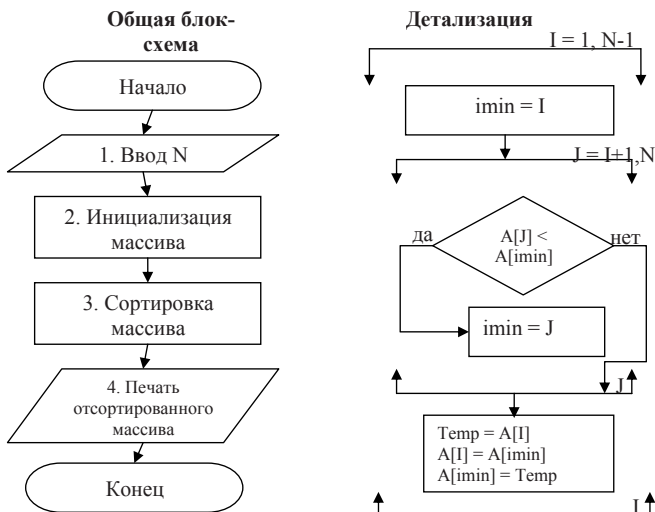 Общая блок-
схема
Начало
1. Ввод N
2. Инициализация
массива
3. Сортировка
массива
4. Печать
отсортированного
массива
Конец
Детализация
I = 1, N-1
imin = I
J = I+1,N
да
A[J] <
A[imin]
нет
imin = J
J
Temp = A[I]
A[I] = A[imin]
A[imin] = Temp
I